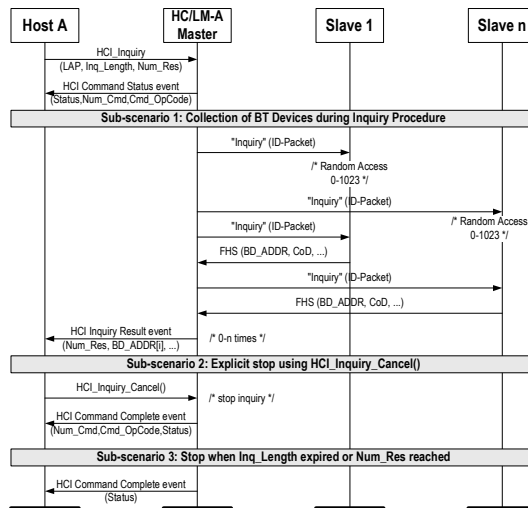 Host A
HC/LM-A
Master
Slave 1
Slave n
HCI_Inquiry
(LAP, Inq_Length, Num_Res)
HCI Command Status event
(Status,Num_Cmd,Cmd_OpCode)
Sub-scenario 1: Collection of BT Devices during Inquiry Procedure
"Inquiry" (ID-Packet)
/* Random Access
0-1023 */
"Inquiry" (ID-Packet)
/* Random Access
0-1023 */
"Inquiry" (ID-Packet)
FHS (BD_ADDR, CoD, ...)
"Inquiry" (ID-Packet)
FHS (BD_ADDR, CoD, ...)
HCI Inquiry Result event
(Num_Res, BD_ADDR[i], ...)
/* 0-n times */
Sub-scenario 2: Explicit stop using HCI_Inquiry_Cancel()
HCI_Inquiry_Cancel()
/* stop inquiry */
HCI Command Complete event
(Num_Cmd,Cmd_OpCode,Status)
Sub-scenario 3: Stop when Inq_Length expired or Num_Res reached
HCI Command Complete event
(Status)